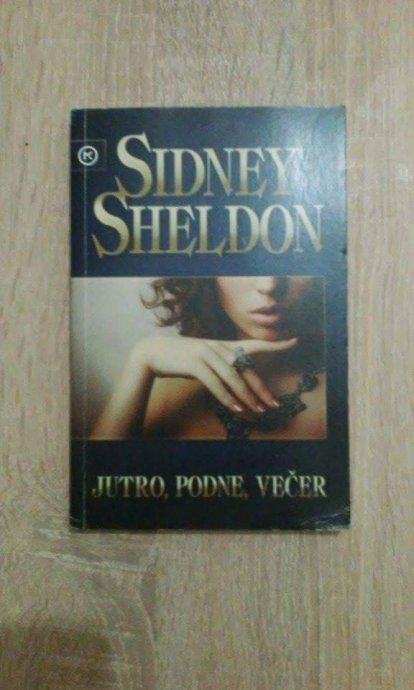 SIDNEY
SHELDON
JUTRO, PODNE, VEČER